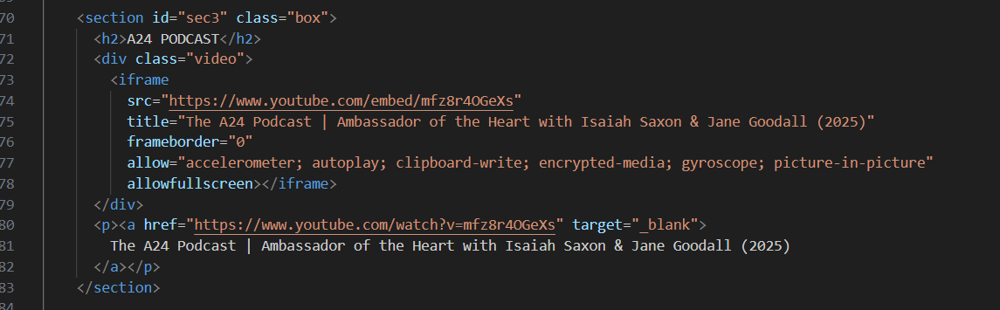 70 <section id="sec3" class="box">
71 <h2>A24 PODCAST</h2>
72 <div class="video">
73 <iframe
74 src="https://www.youtube.com/embed/mfz8r4OGeXs"
75 title="The A24 Podcast | Ambassador of the Heart with Isaiah Saxon & Jane Goodall (2025)"
76 frameborder="0"
77 allow="accelerometer; autoplay; clipboard-write; encrypted-media; gyroscope; picture-in-picture"
78 allowfullscreen></iframe>
79 </div>
80 <p><a href="https://www.youtube.com/watch?v=mfz8r4OGeXs" target="_blank">
81 The A24 Podcast | Ambassador of the Heart with Isaiah Saxon & Jane Goodall (2025)
82 </a></p>
83 </section>